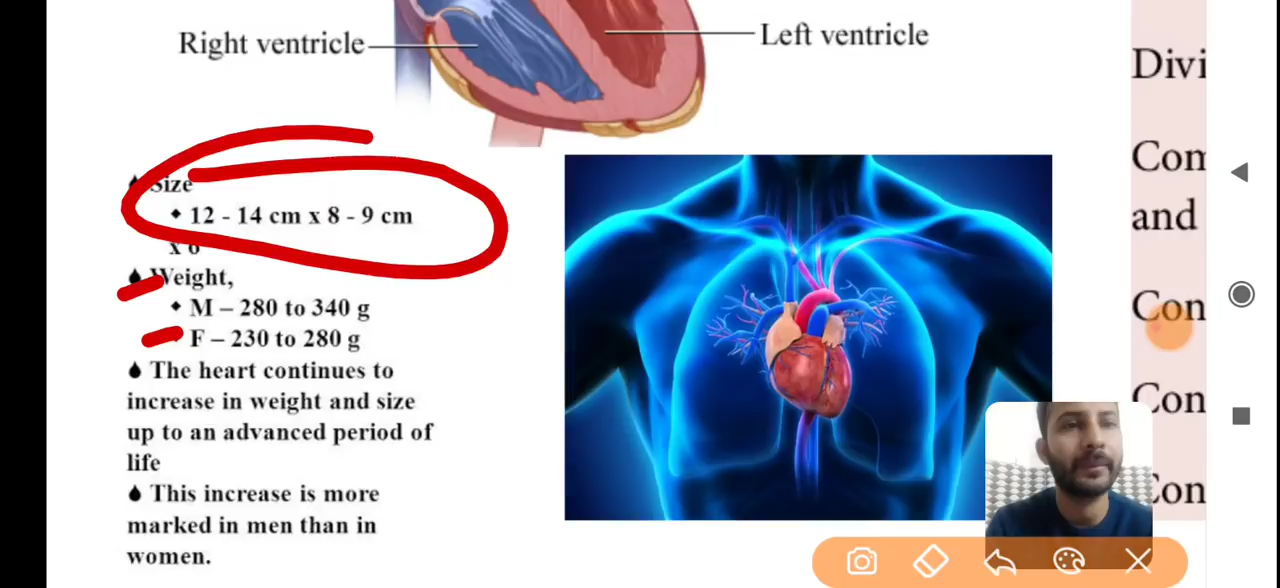 Right ventricle
Left ventricle
Size
12 - 14 cm x 8 - 9 cm
x 6
Weight,
M – 280 to 340 g
F – 230 to 280 g
The heart continues to
increase in weight and size
up to an advanced period of
life
This increase is more
marked in men than in
women.
Divi
Com
and
Con
Con
Con